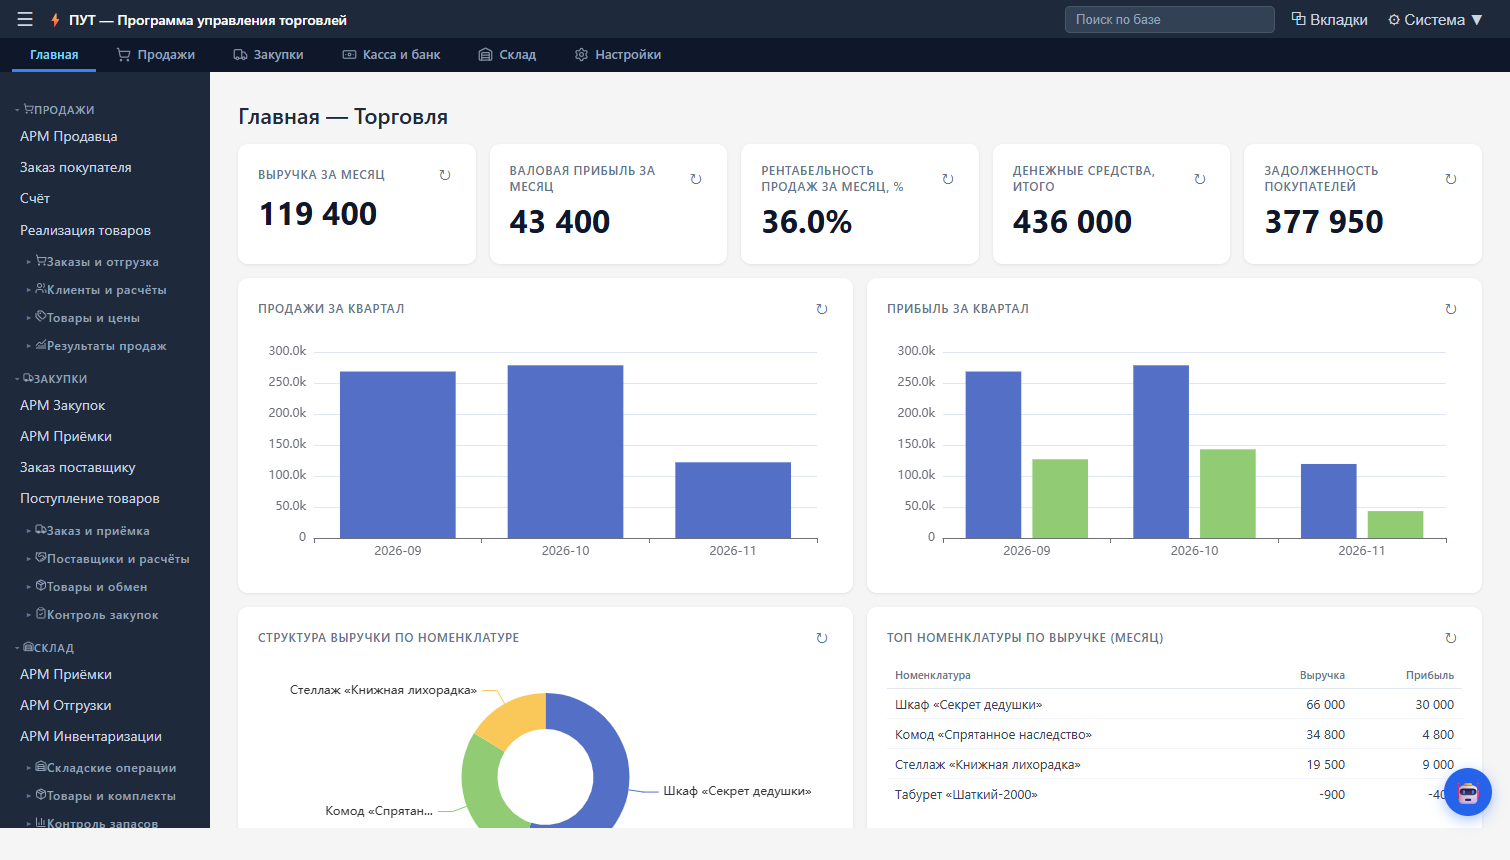 ПУТ — Программа управления торговлей
Поиск по базе
Вкладки
Система ▼
Главная
Продажи
Закупки
Касса и банк
Склад
Настройки
ПРОДАЖИ
АРМ Продавца
Заказ покупателя
Счёт
Реализация товаров
Заказы и отгрузка
Клиенты и расчёты
Товары и цены
Результаты продаж
ЗАКУПКИ
АРМ Закупок
АРМ Приёмки
Заказ поставщику
Поступление товаров
Заказ и приёмка
Поставщики и расчёты
Товары и обмен
Контроль закупок
СКЛАД
АРМ Приёмки
АРМ Отгрузки
АРМ Инвентаризации
Складские операции
Товары и комплекты
Контроль запасов
Главная — Торговля
ВЫРУЧКА ЗА МЕСЯЦ
119 400
ВАЛОВАЯ ПРИБЫЛЬ ЗА
МЕСЯЦ
43 400
РЕНТАБЕЛЬНОСТЬ
ПРОДАЖ ЗА МЕСЯЦ, %
36.0%
ДЕНЕЖНЫЕ СРЕДСТВА,
ИТОГО
436 000
ЗАДОЛЖЕННОСТЬ
ПОКУПАТЕЛЕЙ
377 950
ПРОДАЖИ ЗА КВАРТАЛ
300.0k
250.0k
200.0k
150.0k
100.0k
50.0k
0
2026-09
2026-10
2026-11
ПРИБЫЛЬ ЗА КВАРТАЛ
300.0k
250.0k
200.0k
150.0k
100.0k
50.0k
0
2026-09
2026-10
2026-11
СТРУКТУРА ВЫРУЧКИ ПО НОМЕНКЛАТУРЕ
Стеллаж «Книжная лихорадка»
Шкаф «Секрет дедушки»
Комод «Спрятан...
ТОП НОМЕНКЛАТУРЫ ПО ВЫРУЧКЕ (МЕСЯЦ)
Номенклатура Выручка Прибыль
Шкаф «Секрет дедушки» 66 000 30 000
Комод «Спрятанное наследство» 34 800 4 800
Стеллаж «Книжная лихорадка» 19 500 9 000
Табурет «Шаткий-2000» -900